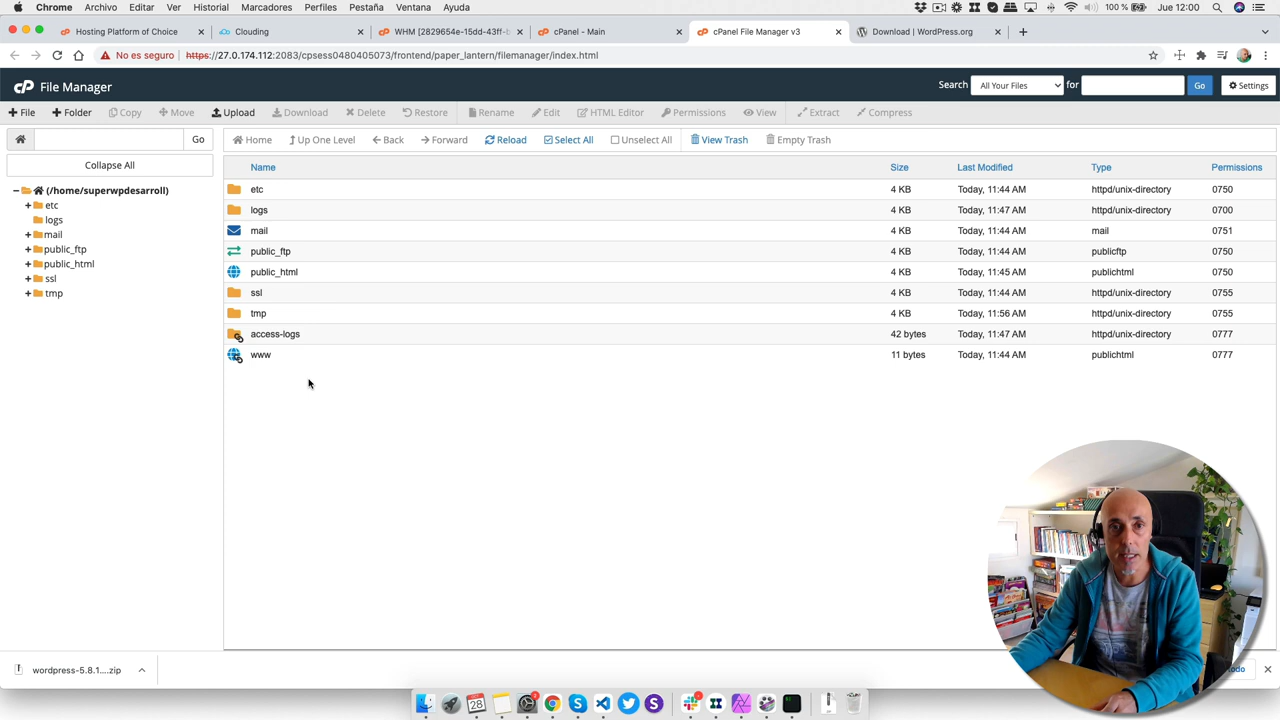 Chrome Archivo Editar Ver Historial Marcadores Perfiles Pestaña Ventana Ayuda 100 % Jue 12:00
Hosting Platform of Choice × Clouding × WHM [2829654e-15dd-43ff-b × cPanel - Main × cPanel File Manager v3 × Download | WordPress.org × +
No es seguro https://27.0.174.112:2083/cpsess0480405073/frontend/paper_lantern/filemanager/index.html
cP File Manager Search All Your Files for Go Settings
+ File + Folder Copy Move Upload Download Delete Restore Rename Edit HTML Editor Permissions View Extract Compress
Go Home Up One Level Back Forward Reload Select All Unselect All View Trash Empty Trash
Collapse All
Name Size Last Modified Type Permissions
(/home/superwpdesarroll)
etc
logs
mail
public_ftp
public_html
ssl
tmp
etc 4 KB Today, 11:44 AM httpd/unix-directory 0750
logs 4 KB Today, 11:47 AM httpd/unix-directory 0700
mail 4 KB Today, 11:44 AM mail 0751
public_ftp 4 KB Today, 11:44 AM publicftp 0750
public_html 4 KB Today, 11:45 AM publichtml 0750
ssl 4 KB Today, 11:44 AM httpd/unix-directory 0755
tmp 4 KB Today, 11:56 AM httpd/unix-directory 0755
access-logs 42 bytes Today, 11:47 AM httpd/unix-directory 0777
www 11 bytes Today, 11:44 AM publichtml 0777
wordpress-5.8.1....zip
28